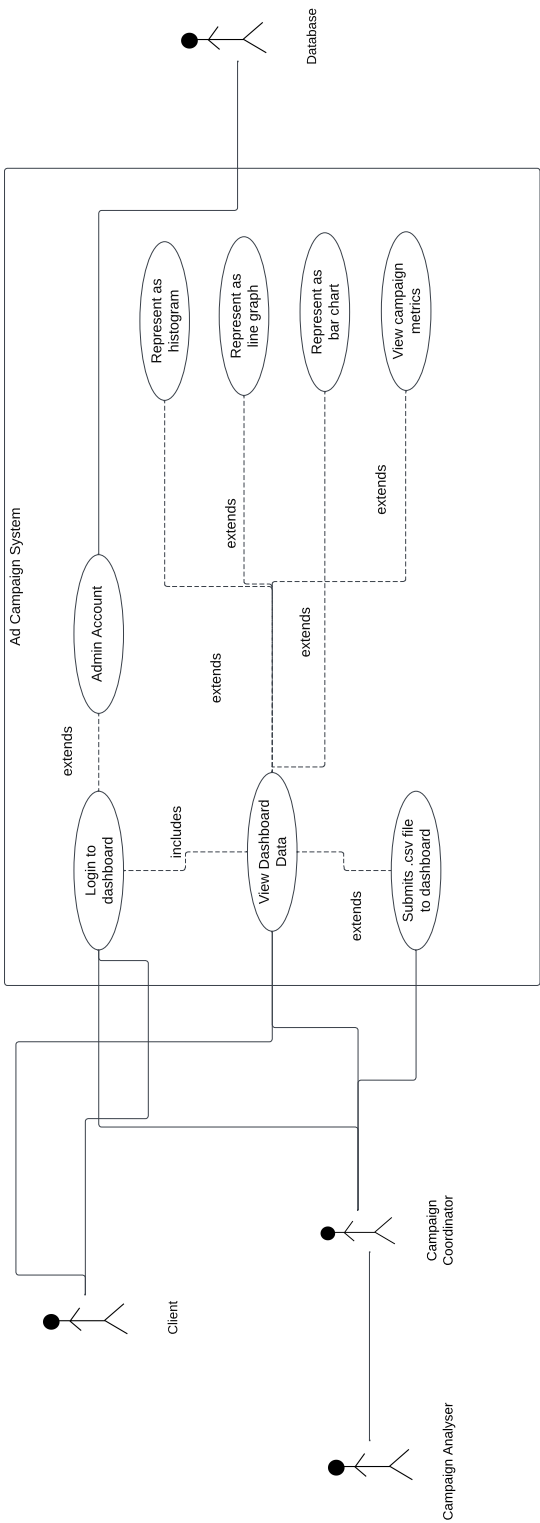 Ad Campaign System
Client
Login to
dashboard
extends
Admin Account
Represent as
histogram
includes
extends
extends
Represent as
line graph
View Dashboard
Data
extends
Represent as
bar chart
Database
extends
extends
View campaign
metrics
Submits .csv file
to dashboard
Campaign
Coordinator
Campaign Analyser